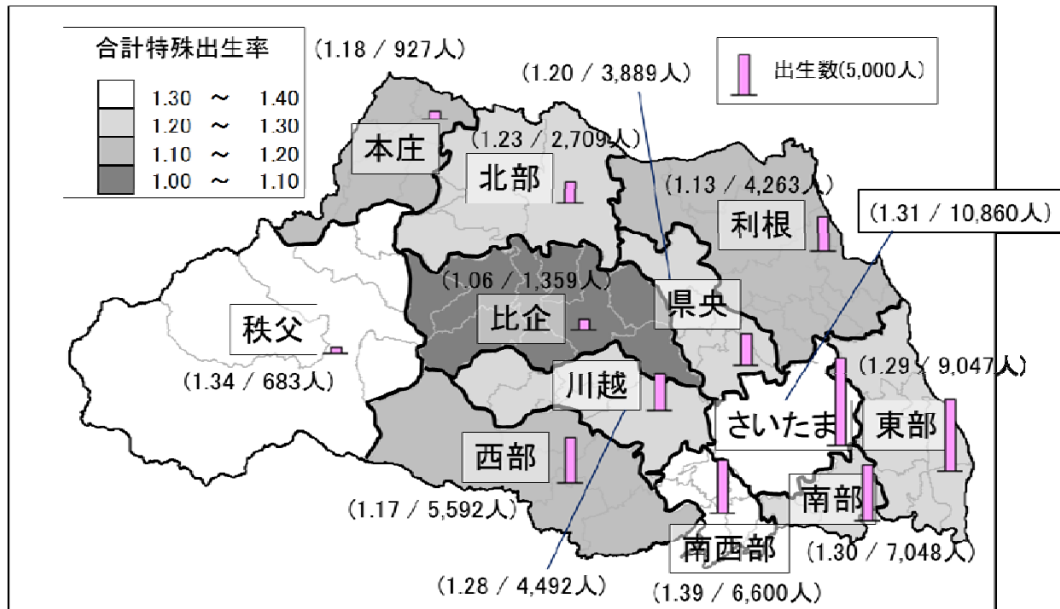 合計特殊出生率
1.30 ～ 1.40
1.20 ～ 1.30
1.10 ～ 1.20
1.00 ～ 1.10
出生数(5,000人)
(1.18 / 927人)
本庄
(1.20 / 3,889人)
(1.23 / 2,709人)
北部
(1.13 / 4,263人)
利根
(1.31 / 10,860人)
(1.06 / 1,359人)
比企
県央
秩父
(1.34 / 683人)
川越
(1.29 / 9,047人)
さいたま
東部
西部
(1.17 / 5,592人)
南部
南西部
(1.30 / 7,048人)
(1.28 / 4,492人)
(1.39 / 6,600人)